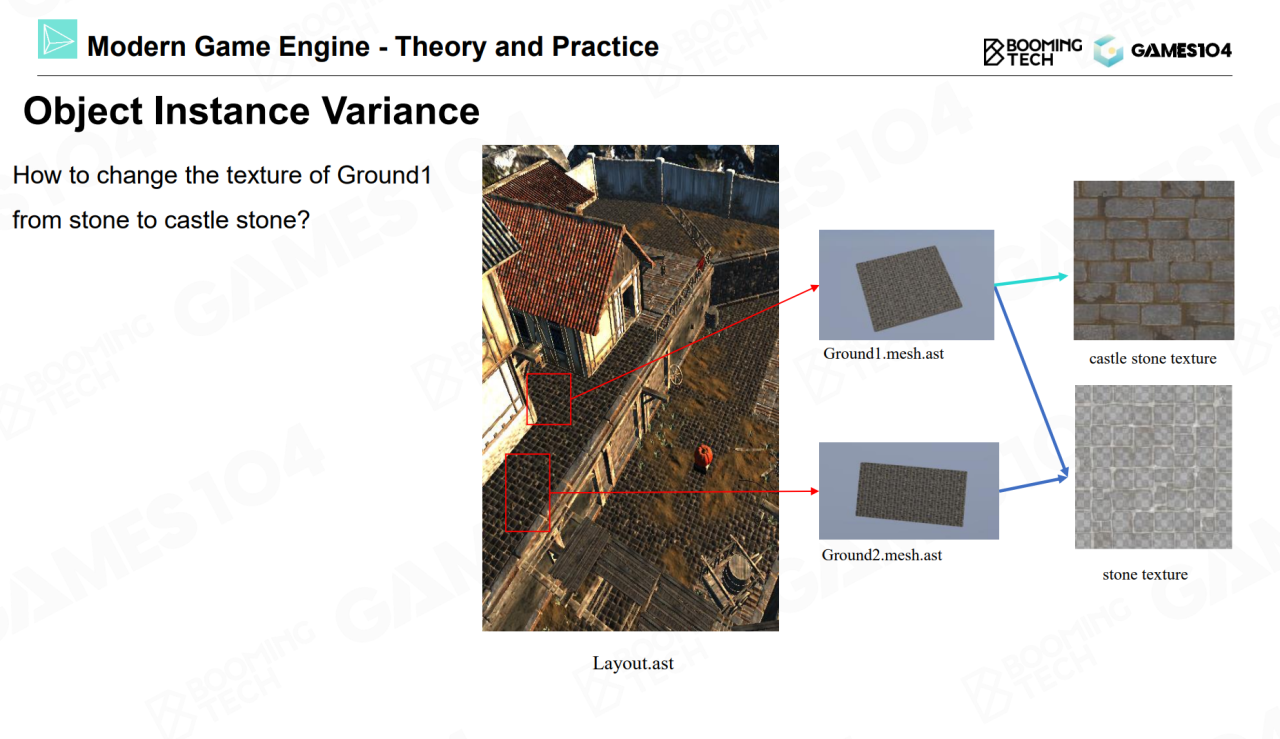 Modern Game Engine - Theory and Practice
BOOMING
TECH
GAMES104
Object Instance Variance
How to change the texture of Ground1
from stone to castle stone?
Ground1.mesh.ast
castle stone texture
Ground2.mesh.ast
stone texture
Layout.ast